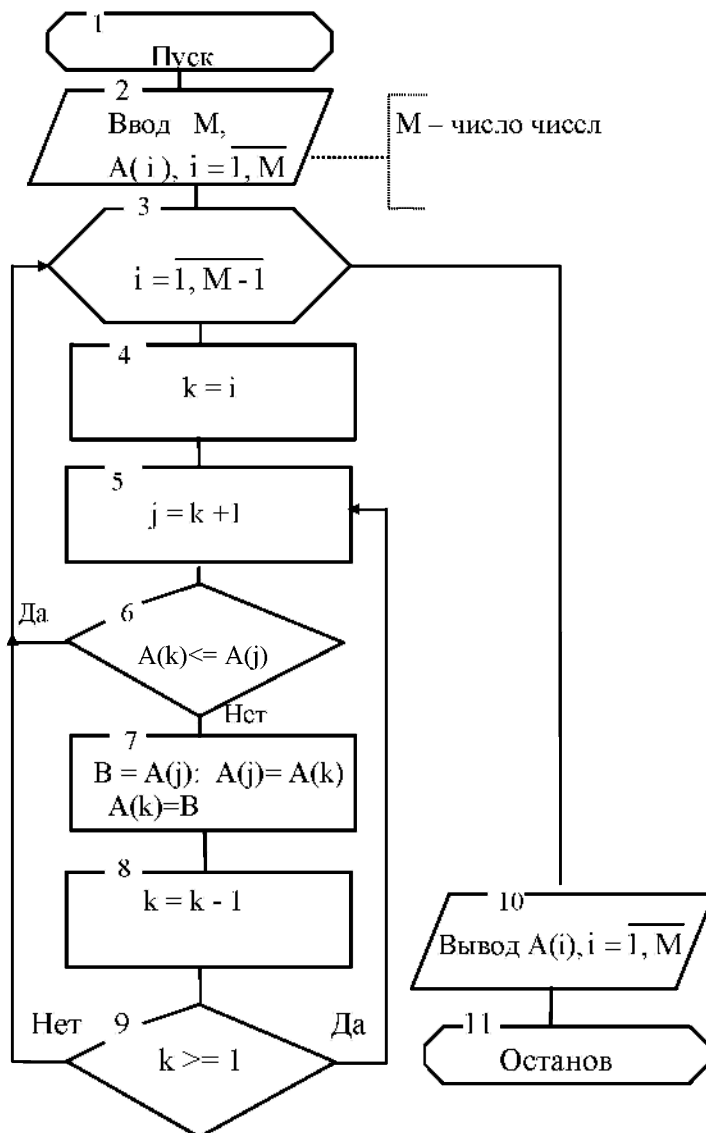 1
Пуск
2
Ввод M,
A( i ), i = 1, M
M – число чисел
3
i = 1, M - 1
4
k = i
5
j = k +1
Да
6
A(k)<= A(j)
Нет
7
B = A(j): A(j)= A(k)
A(k)=B
8
k = k - 1
Нет
9
Да
k >= 1
10
Вывод A(i), i = 1, M
11
Останов